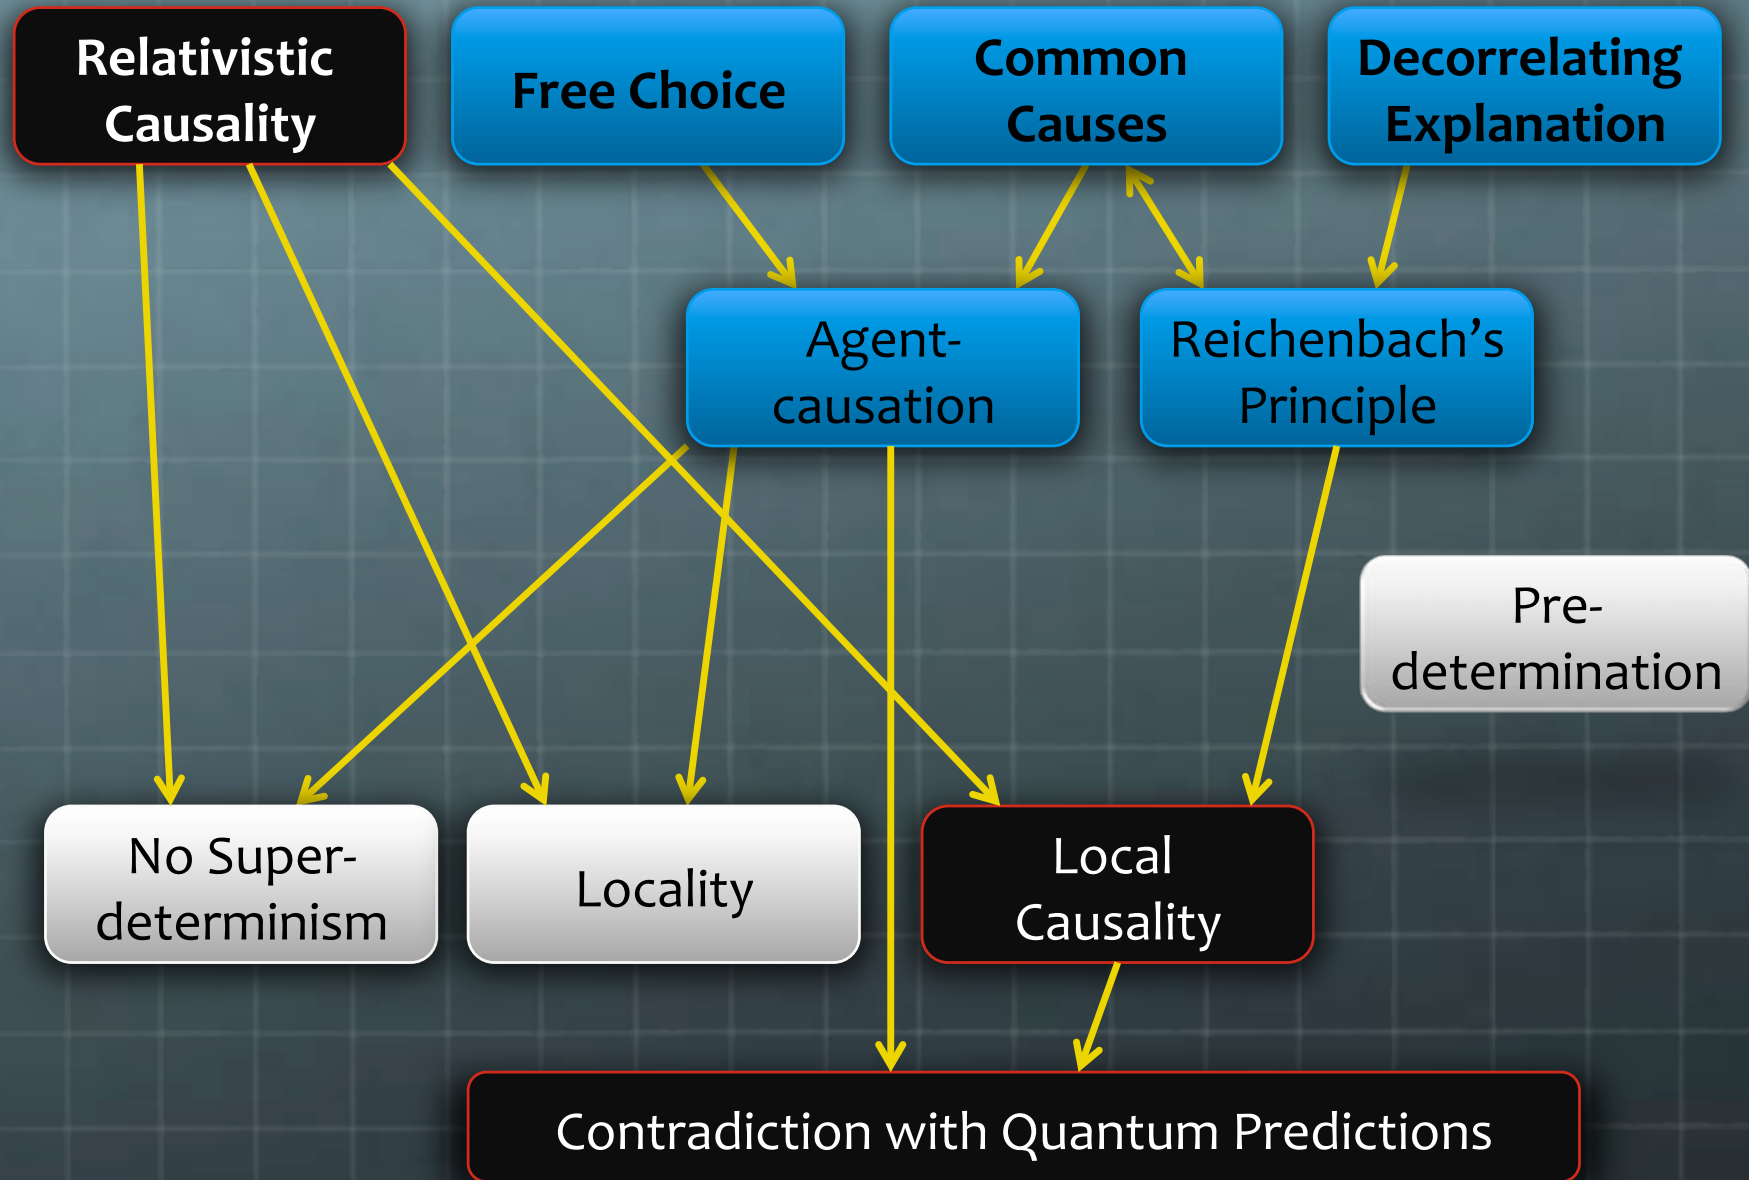 Relativistic
Causality
Free Choice
Common
Causes
Decorrelating
Explanation
Agent-
causation
Reichenbach’s
Principle
Pre-
determination
No Super-
determinism
Locality
Local
Causality
Contradiction with Quantum Predictions